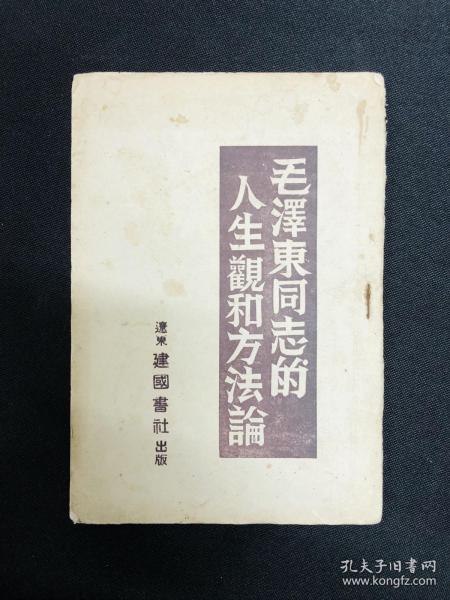 毛澤東同志的
人生觀和方法論
遼東建國書社出版
孔夫子旧书网
www.kongfz.com